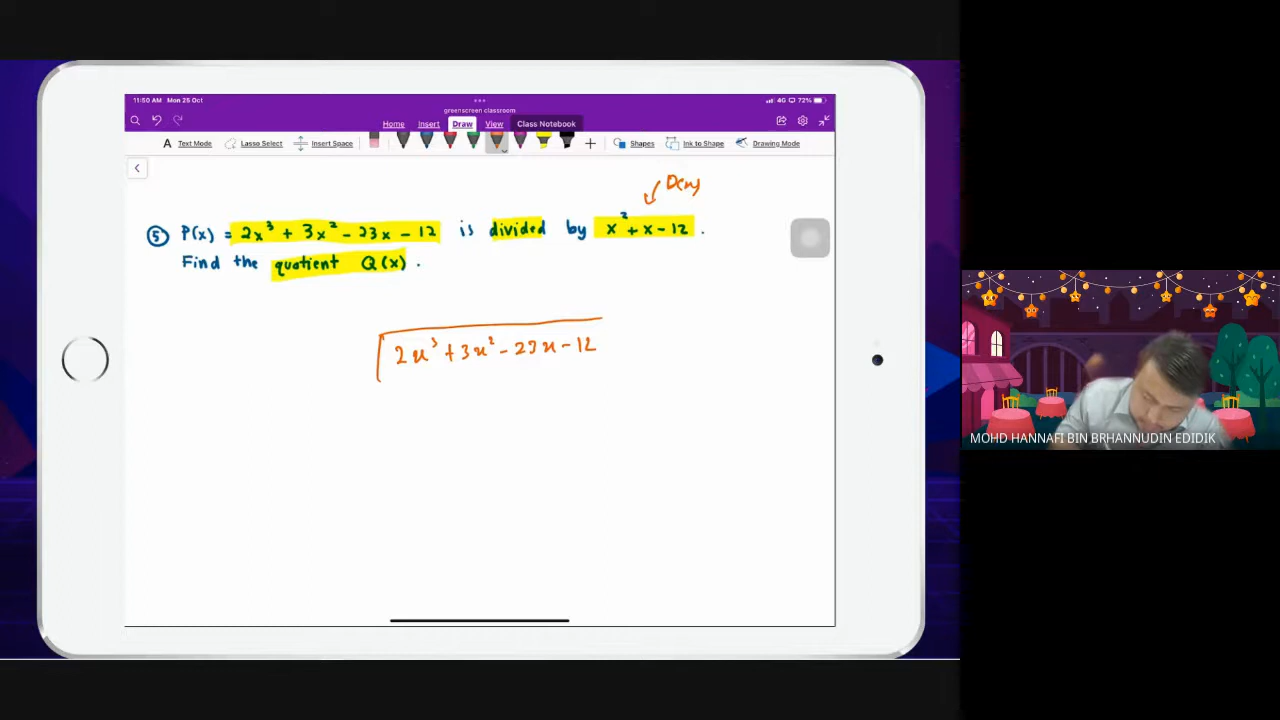 11:50 AM Mon 25 Oct
4G 72%
greenscreen classroom
Home Insert Draw View Class Notebook
A Text Mode Lasso Select Insert Space Shapes Ink to Shape Drawing Mode
D(x)
⑤ P(x) = 2x³ + 3x² - 23x - 12 is divided by x² + x - 12 .
Find the quotient Q(x) .
2x³ + 3x² - 23x - 12
MOHD HANNAFI BIN BRHANNUDIN EDIDIK